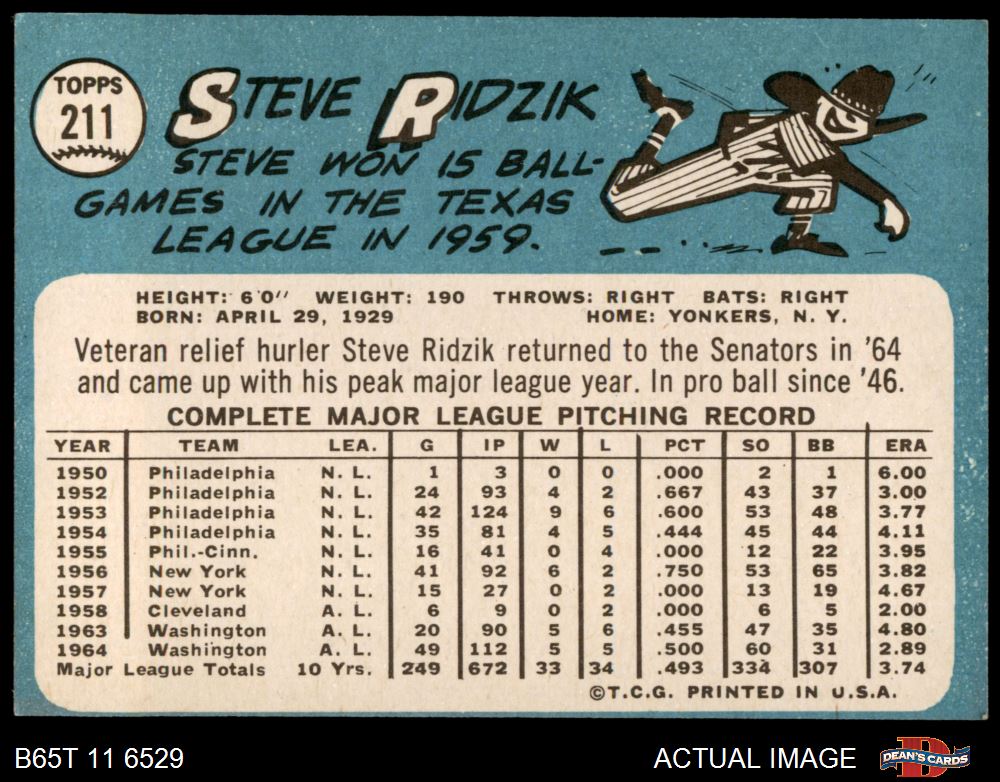 TOPPS
211
STEVE RIDZIK
STEVE WON 15 BALL-
GAMES IN THE TEXAS
LEAGUE IN 1959.
HEIGHT: 6'0" WEIGHT: 190 THROWS: RIGHT BATS: RIGHT
BORN: APRIL 29, 1929 HOME: YONKERS, N. Y.
Veteran relief hurler Steve Ridzik returned to the Senators in '64
and came up with his peak major league year. In pro ball since '46.
COMPLETE MAJOR LEAGUE PITCHING RECORD
YEAR TEAM LEA. G IP W L PCT SO BB ERA
1950 Philadelphia N. L. 1 3 0 0 .000 2 1 6.00
1952 Philadelphia N. L. 24 93 4 2 .667 43 37 3.00
1953 Philadelphia N. L. 42 124 9 6 .600 53 48 3.77
1954 Philadelphia N. L. 35 81 4 5 .444 45 44 4.11
1955 Phil.-Cinn. N. L. 16 41 0 4 .000 12 22 3.95
1956 New York N. L. 41 92 6 2 .750 53 65 3.82
1957 New York N. L. 15 27 0 2 .000 13 19 4.67
1958 Cleveland A. L. 6 9 0 2 .000 6 5 2.00
1963 Washington A. L. 20 90 5 6 .455 47 35 4.80
1964 Washington A. L. 49 112 5 5 .500 60 31 2.89
Major League Totals 10 Yrs. 249 672 33 34 .493 334 307 3.74
©T.C.G. PRINTED IN U.S.A.
B65T 11 6529 ACTUAL IMAGE DEAN'S CARDS